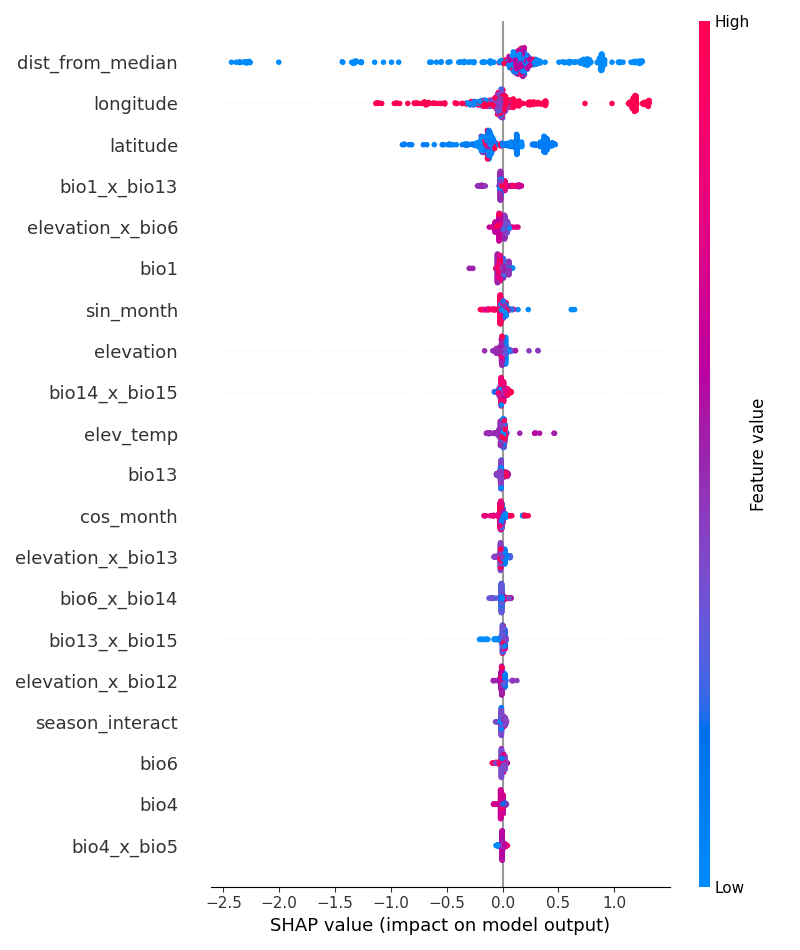 High
dist_from_median
longitude
latitude
bio1_x_bio13
elevation_x_bio6
bio1
sin_month
elevation
bio14_x_bio15
elev_temp
bio13
cos_month
elevation_x_bio13
bio6_x_bio14
bio13_x_bio15
elevation_x_bio12
season_interact
bio6
bio4
bio4_x_bio5
Feature value
Low
−2.5 −2.0 −1.5 −1.0 −0.5 0.0 0.5 1.0
SHAP value (impact on model output)